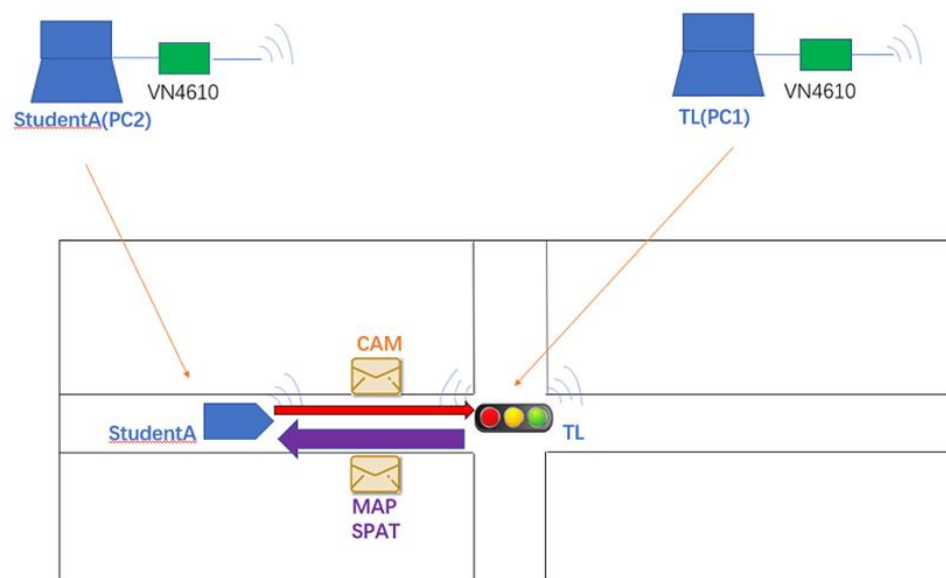 VN4610
StudentA(PC2)
VN4610
TL(PC1)
CAM
StudentA
TL
MAP
SPAT